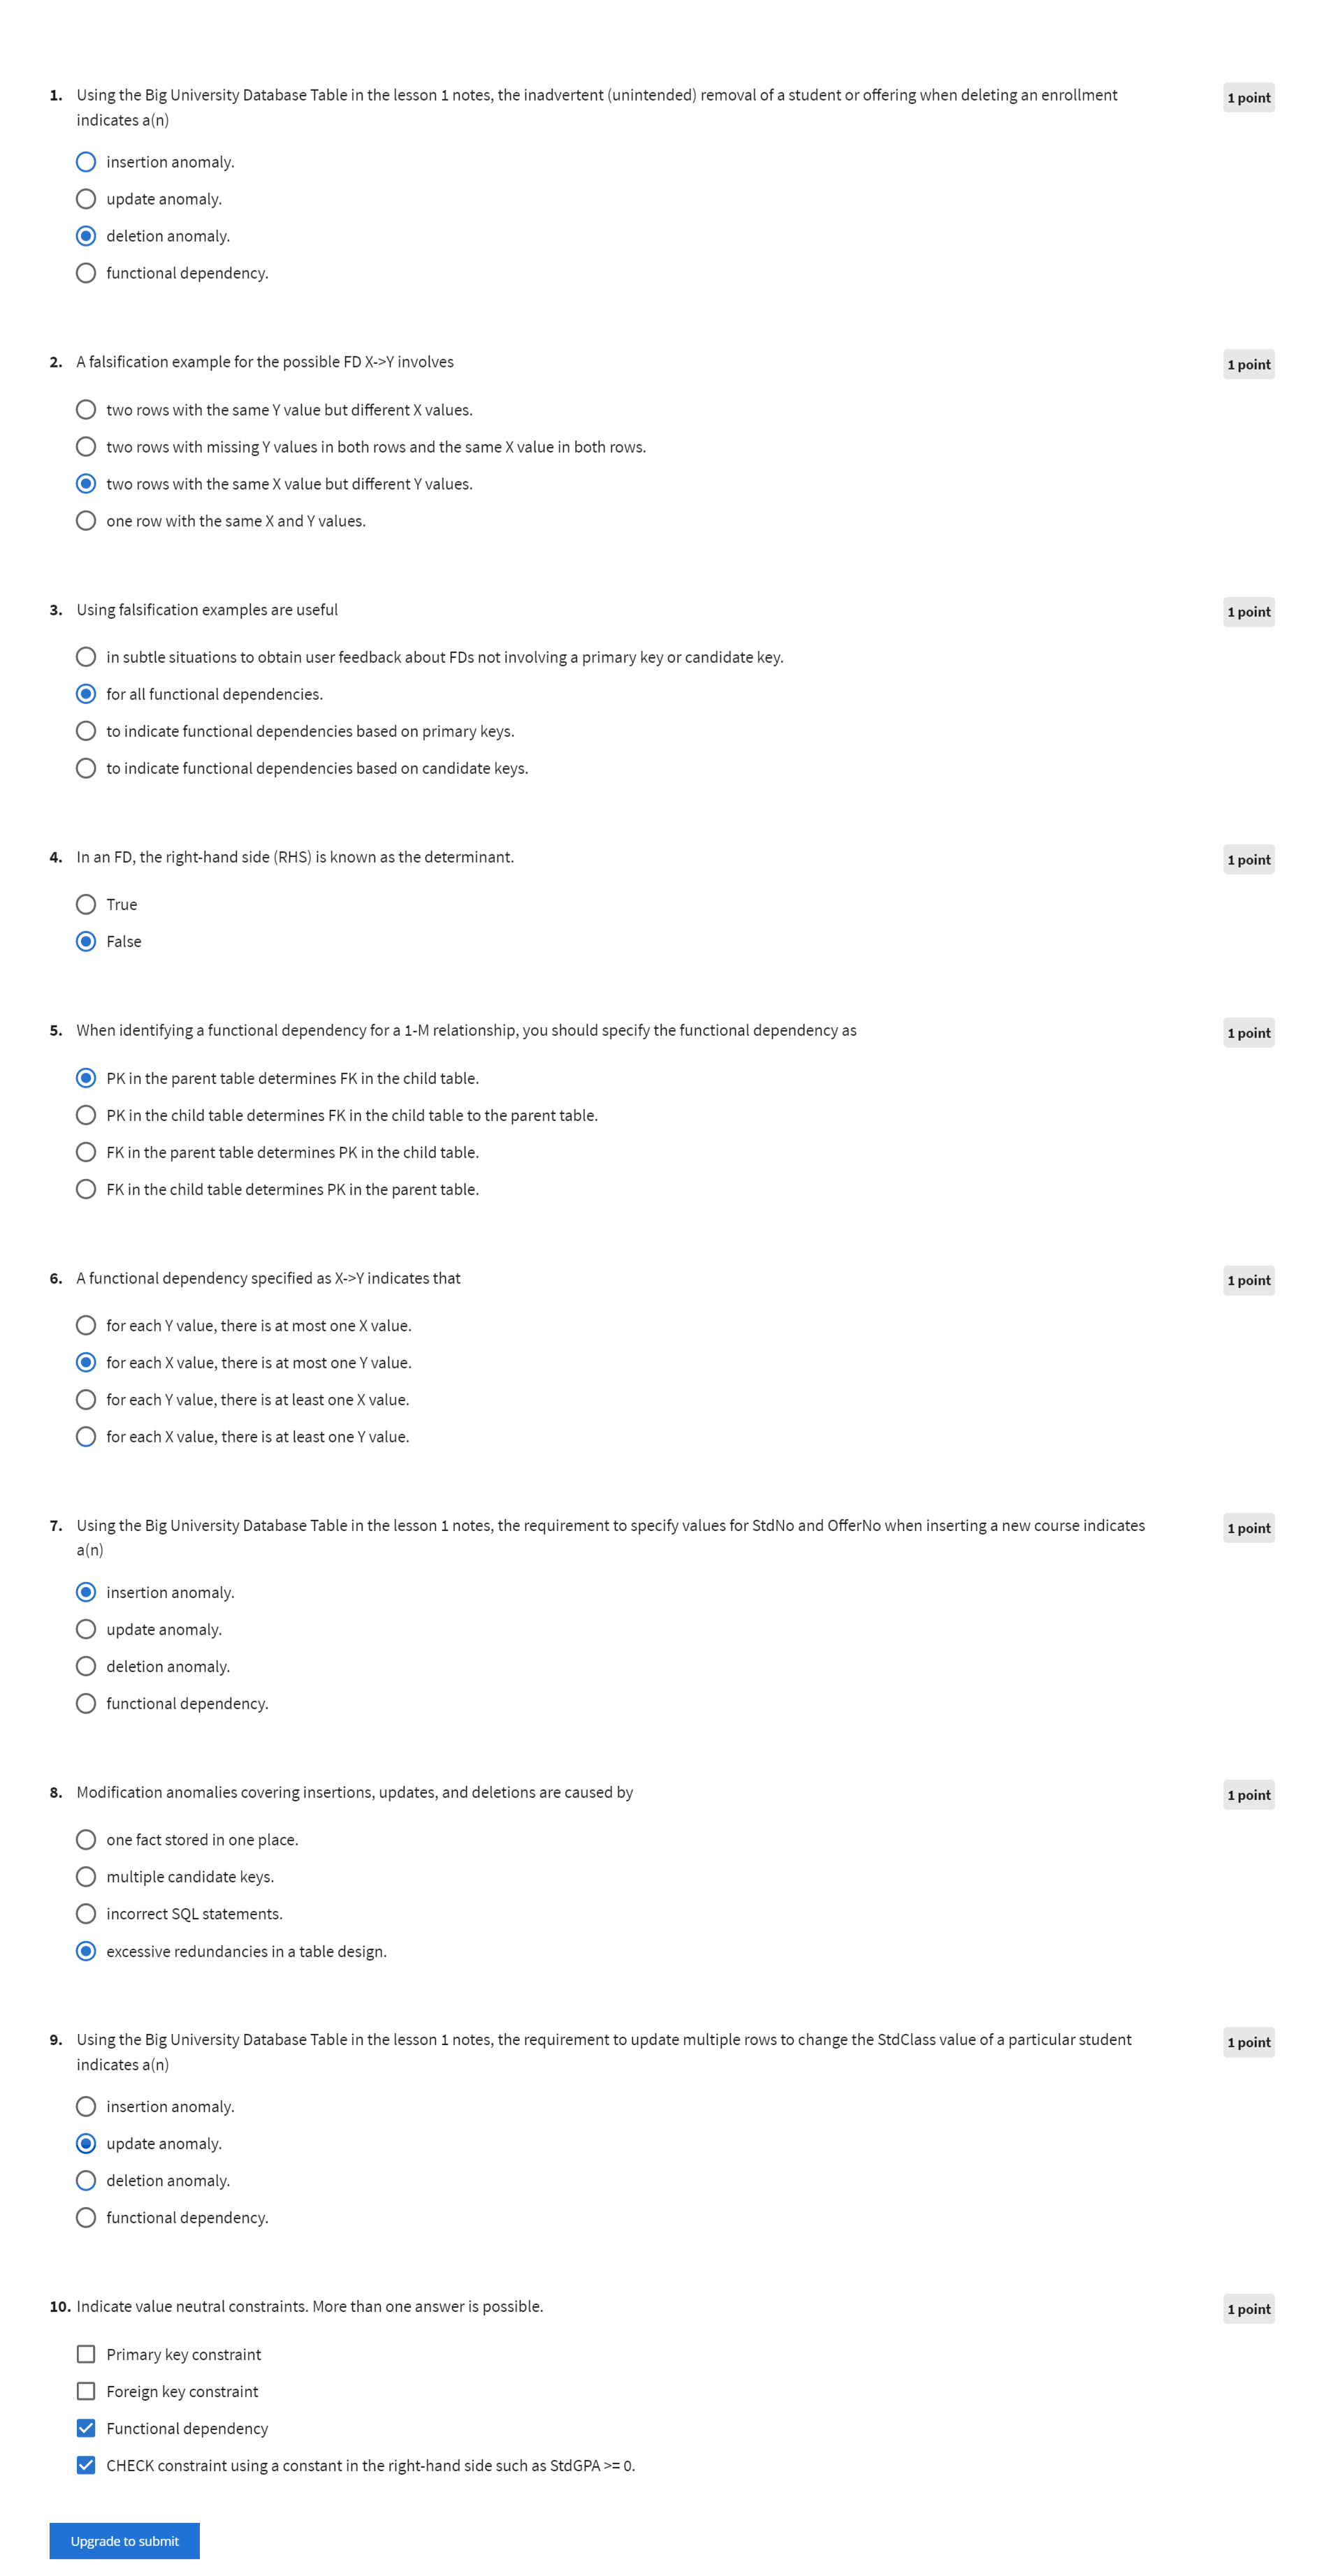 1. Using the Big University Database Table in the lesson 1 notes, the inadvertent (unintended) removal of a student or offering when deleting an enrollment
indicates a(n)
1 point
insertion anomaly.
update anomaly.
deletion anomaly.
functional dependency.
2. A falsification example for the possible FD X->Y involves
1 point
two rows with the same Y value but different X values.
two rows with missing Y values in both rows and the same X value in both rows.
two rows with the same X value but different Y values.
one row with the same X and Y values.
3. Using falsification examples are useful
1 point
in subtle situations to obtain user feedback about FDs not involving a primary key or candidate key.
for all functional dependencies.
to indicate functional dependencies based on primary keys.
to indicate functional dependencies based on candidate keys.
4. In an FD, the right-hand side (RHS) is known as the determinant.
1 point
True
False
5. When identifying a functional dependency for a 1-M relationship, you should specify the functional dependency as
1 point
PK in the parent table determines FK in the child table.
PK in the child table determines FK in the child table to the parent table.
FK in the parent table determines PK in the child table.
FK in the child table determines PK in the parent table.
6. A functional dependency specified as X->Y indicates that
1 point
for each Y value, there is at most one X value.
for each X value, there is at most one Y value.
for each Y value, there is at least one X value.
for each X value, there is at least one Y value.
7. Using the Big University Database Table in the lesson 1 notes, the requirement to specify values for StdNo and OfferNo when inserting a new course indicates
a(n)
1 point
insertion anomaly.
update anomaly.
deletion anomaly.
functional dependency.
8. Modification anomalies covering insertions, updates, and deletions are caused by
1 point
one fact stored in one place.
multiple candidate keys.
incorrect SQL statements.
excessive redundancies in a table design.
9. Using the Big University Database Table in the lesson 1 notes, the requirement to update multiple rows to change the StdClass value of a particular student
indicates a(n)
1 point
insertion anomaly.
update anomaly.
deletion anomaly.
functional dependency.
10. Indicate value neutral constraints. More than one answer is possible.
1 point
Primary key constraint
Foreign key constraint
Functional dependency
CHECK constraint using a constant in the right-hand side such as StdGPA >= 0.
Upgrade to submit